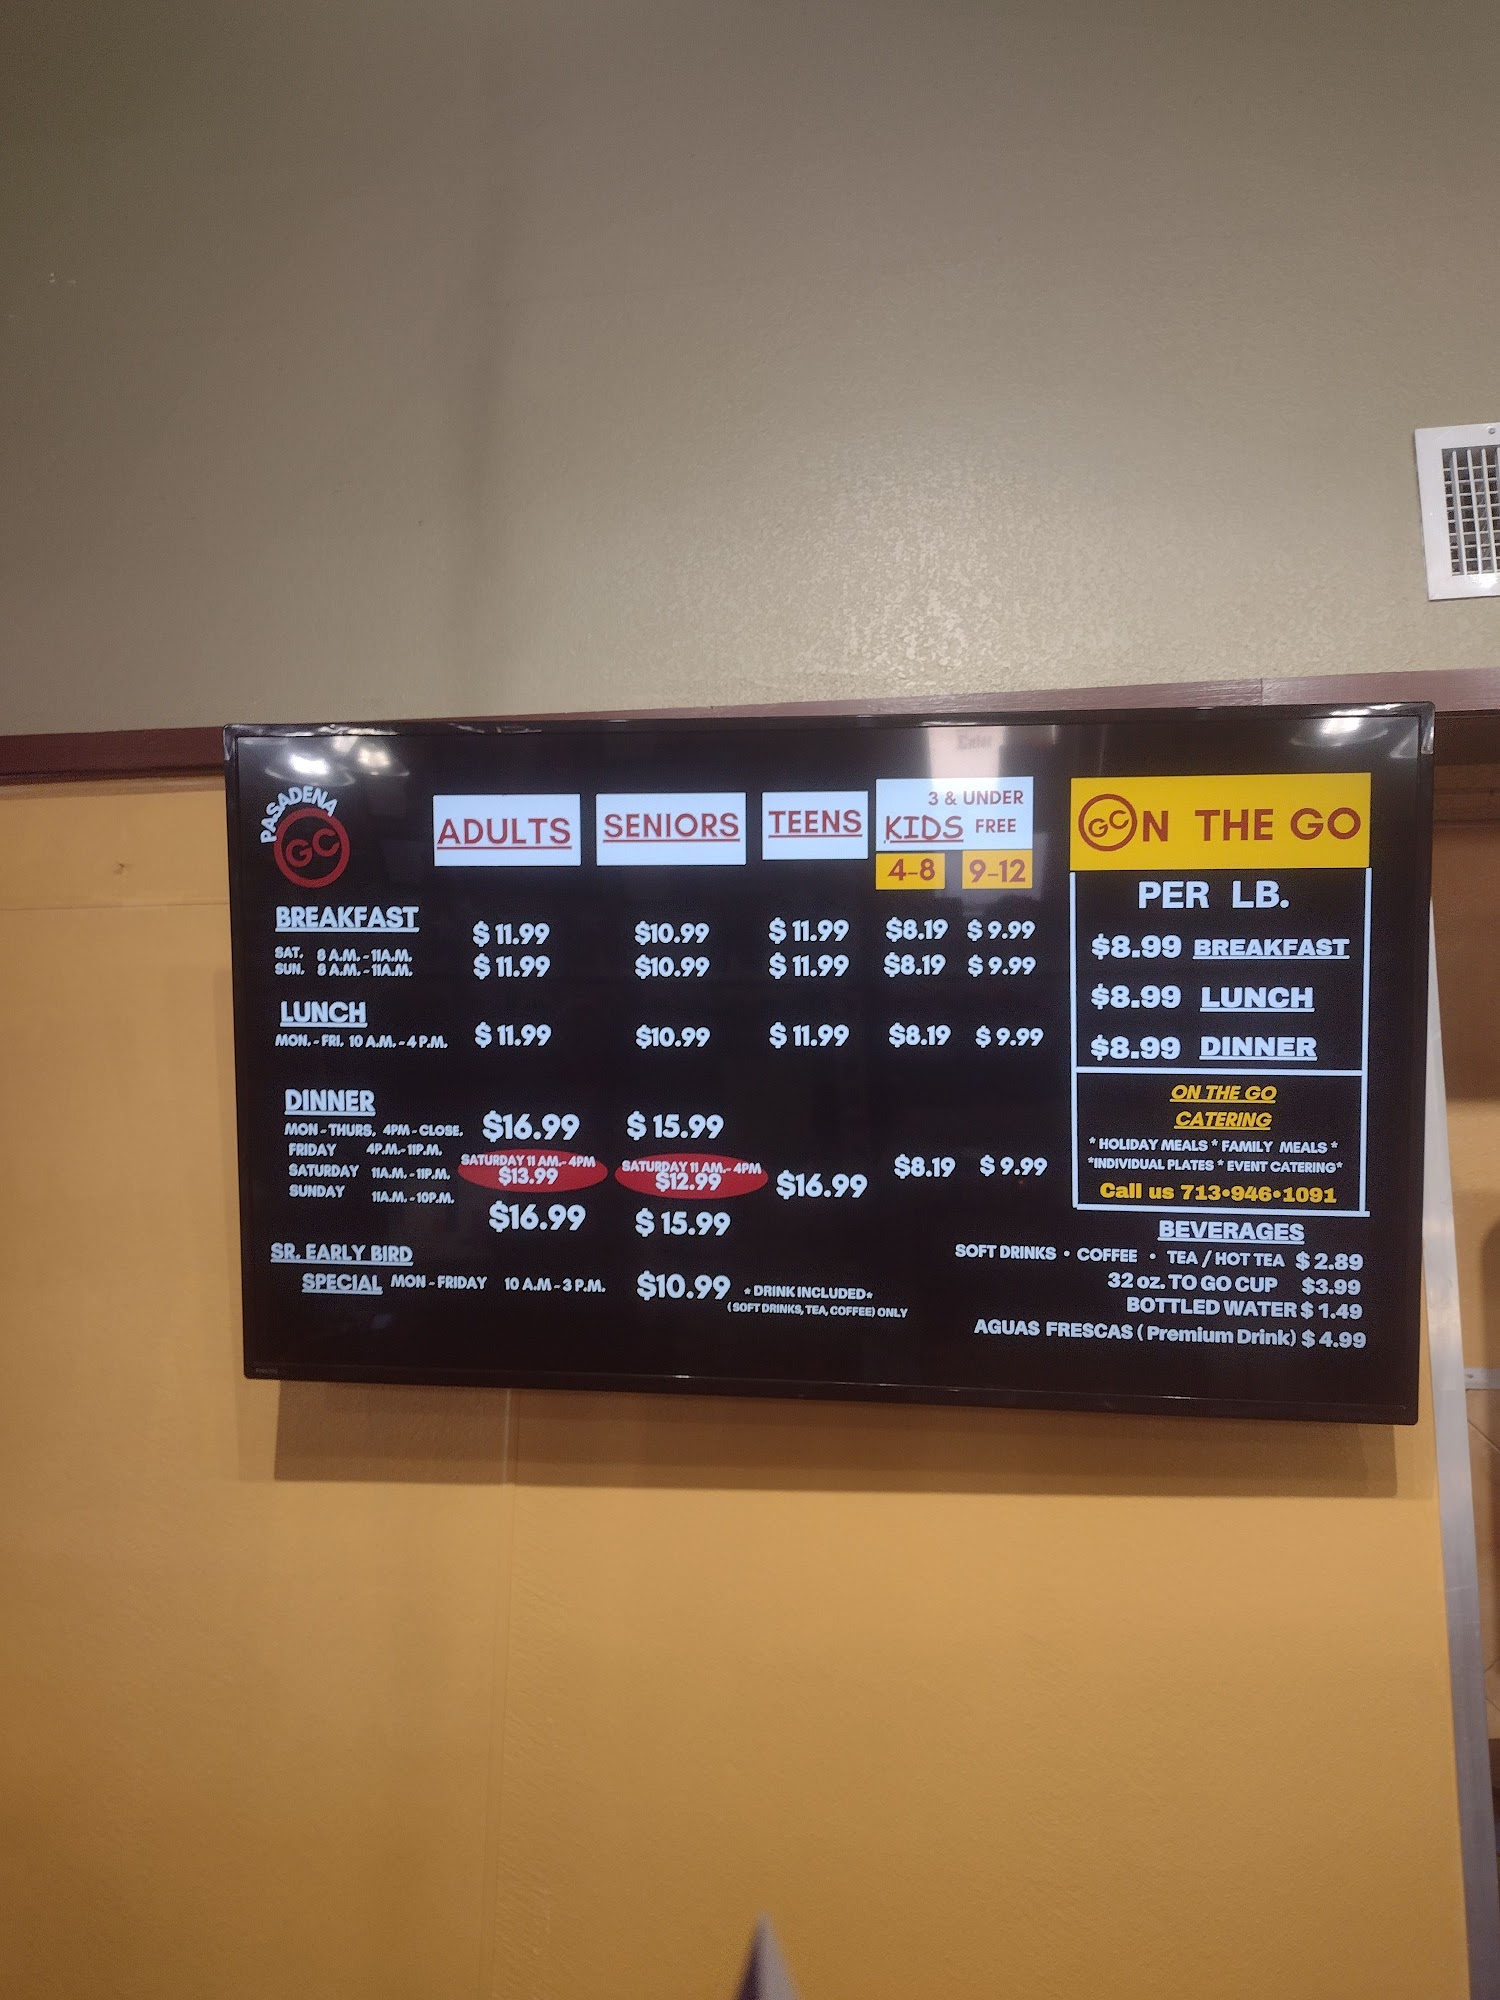 PASADENA
GC
ADULTS
SENIORS
TEENS
3 & UNDER
KIDS FREE
4-8 9-12
BREAKFAST
SAT. 8 A.M. - 11A.M. $ 11.99 $10.99 $ 11.99 $8.19 $ 9.99
SUN. 8 A.M. - 11A.M. $ 11.99 $10.99 $ 11.99 $8.19 $ 9.99
LUNCH
MON. - FRI. 10 A.M. - 4 P.M. $ 11.99 $10.99 $ 11.99 $8.19 $ 9.99
DINNER
MON - THURS. 4PM - CLOSE. $16.99 $ 15.99
FRIDAY 4P.M. - 11P.M.
SATURDAY 11A.M. - 11P.M.
SUNDAY 11A.M. - 10P.M.
SATURDAY 11 AM. - 4PM
$13.99
SATURDAY 11 AM. - 4PM
$12.99
$16.99 $8.19 $ 9.99
$16.99 $ 15.99
SR. EARLY BIRD
SPECIAL MON - FRIDAY 10 A.M - 3 P.M. $10.99 * DRINK INCLUDED*
(SOFT DRINKS, TEA, COFFEE) ONLY
GC ON THE GO
PER LB.
$8.99 BREAKFAST
$8.99 LUNCH
$8.99 DINNER
ON THE GO
CATERING
* HOLIDAY MEALS * FAMILY MEALS *
*INDIVIDUAL PLATES * EVENT CATERING*
Call us 713•946•1091
BEVERAGES
SOFT DRINKS • COFFEE • TEA / HOT TEA $ 2.89
32 oz. TO GO CUP $3.99
BOTTLED WATER $ 1.49
AGUAS FRESCAS ( Premium Drink) $ 4.99